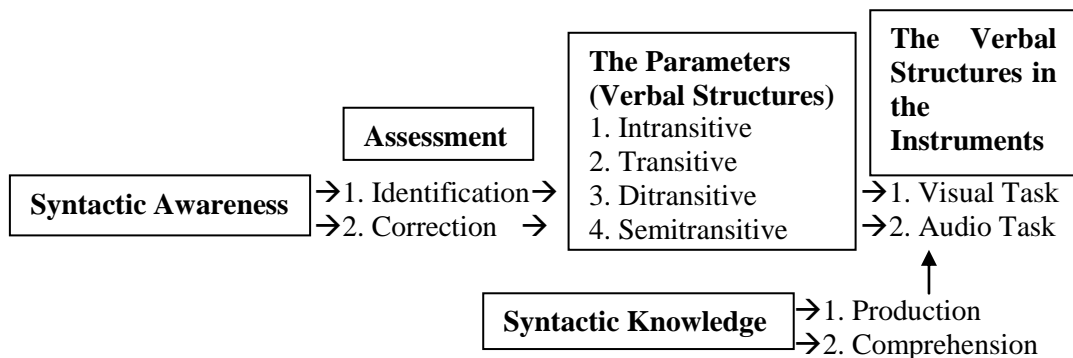 The Verbal
Structures in
the
Instruments
The Parameters
(Verbal Structures)
1. Intransitive
2. Transitive
3. Ditransitive
4. Semitransitive
Assessment
Syntactic Awareness
→1. Identification→
→2. Correction →
→1. Visual Task
→2. Audio Task
Syntactic Knowledge
→1. Production
→2. Comprehension